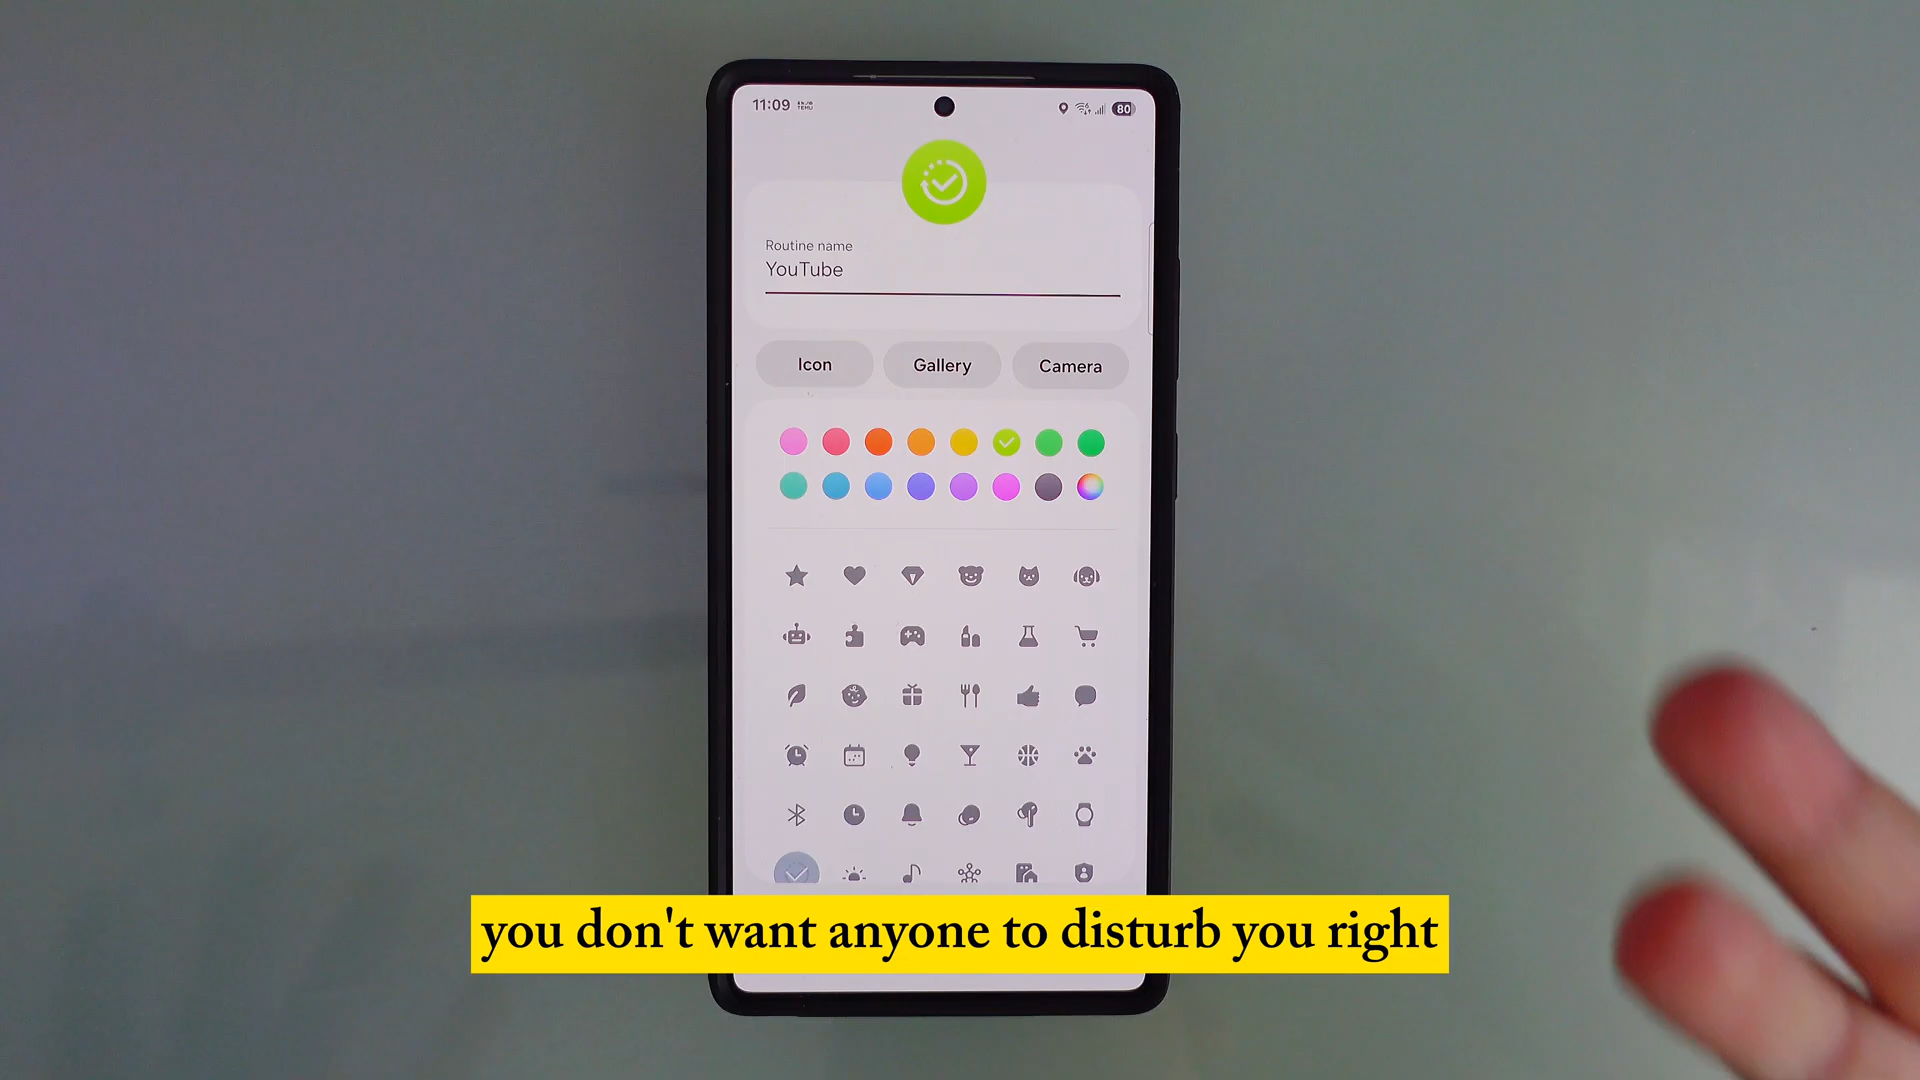 11:09
80
Routine name
YouTube
Icon
Gallery
Camera
you don't want anyone to disturb you right